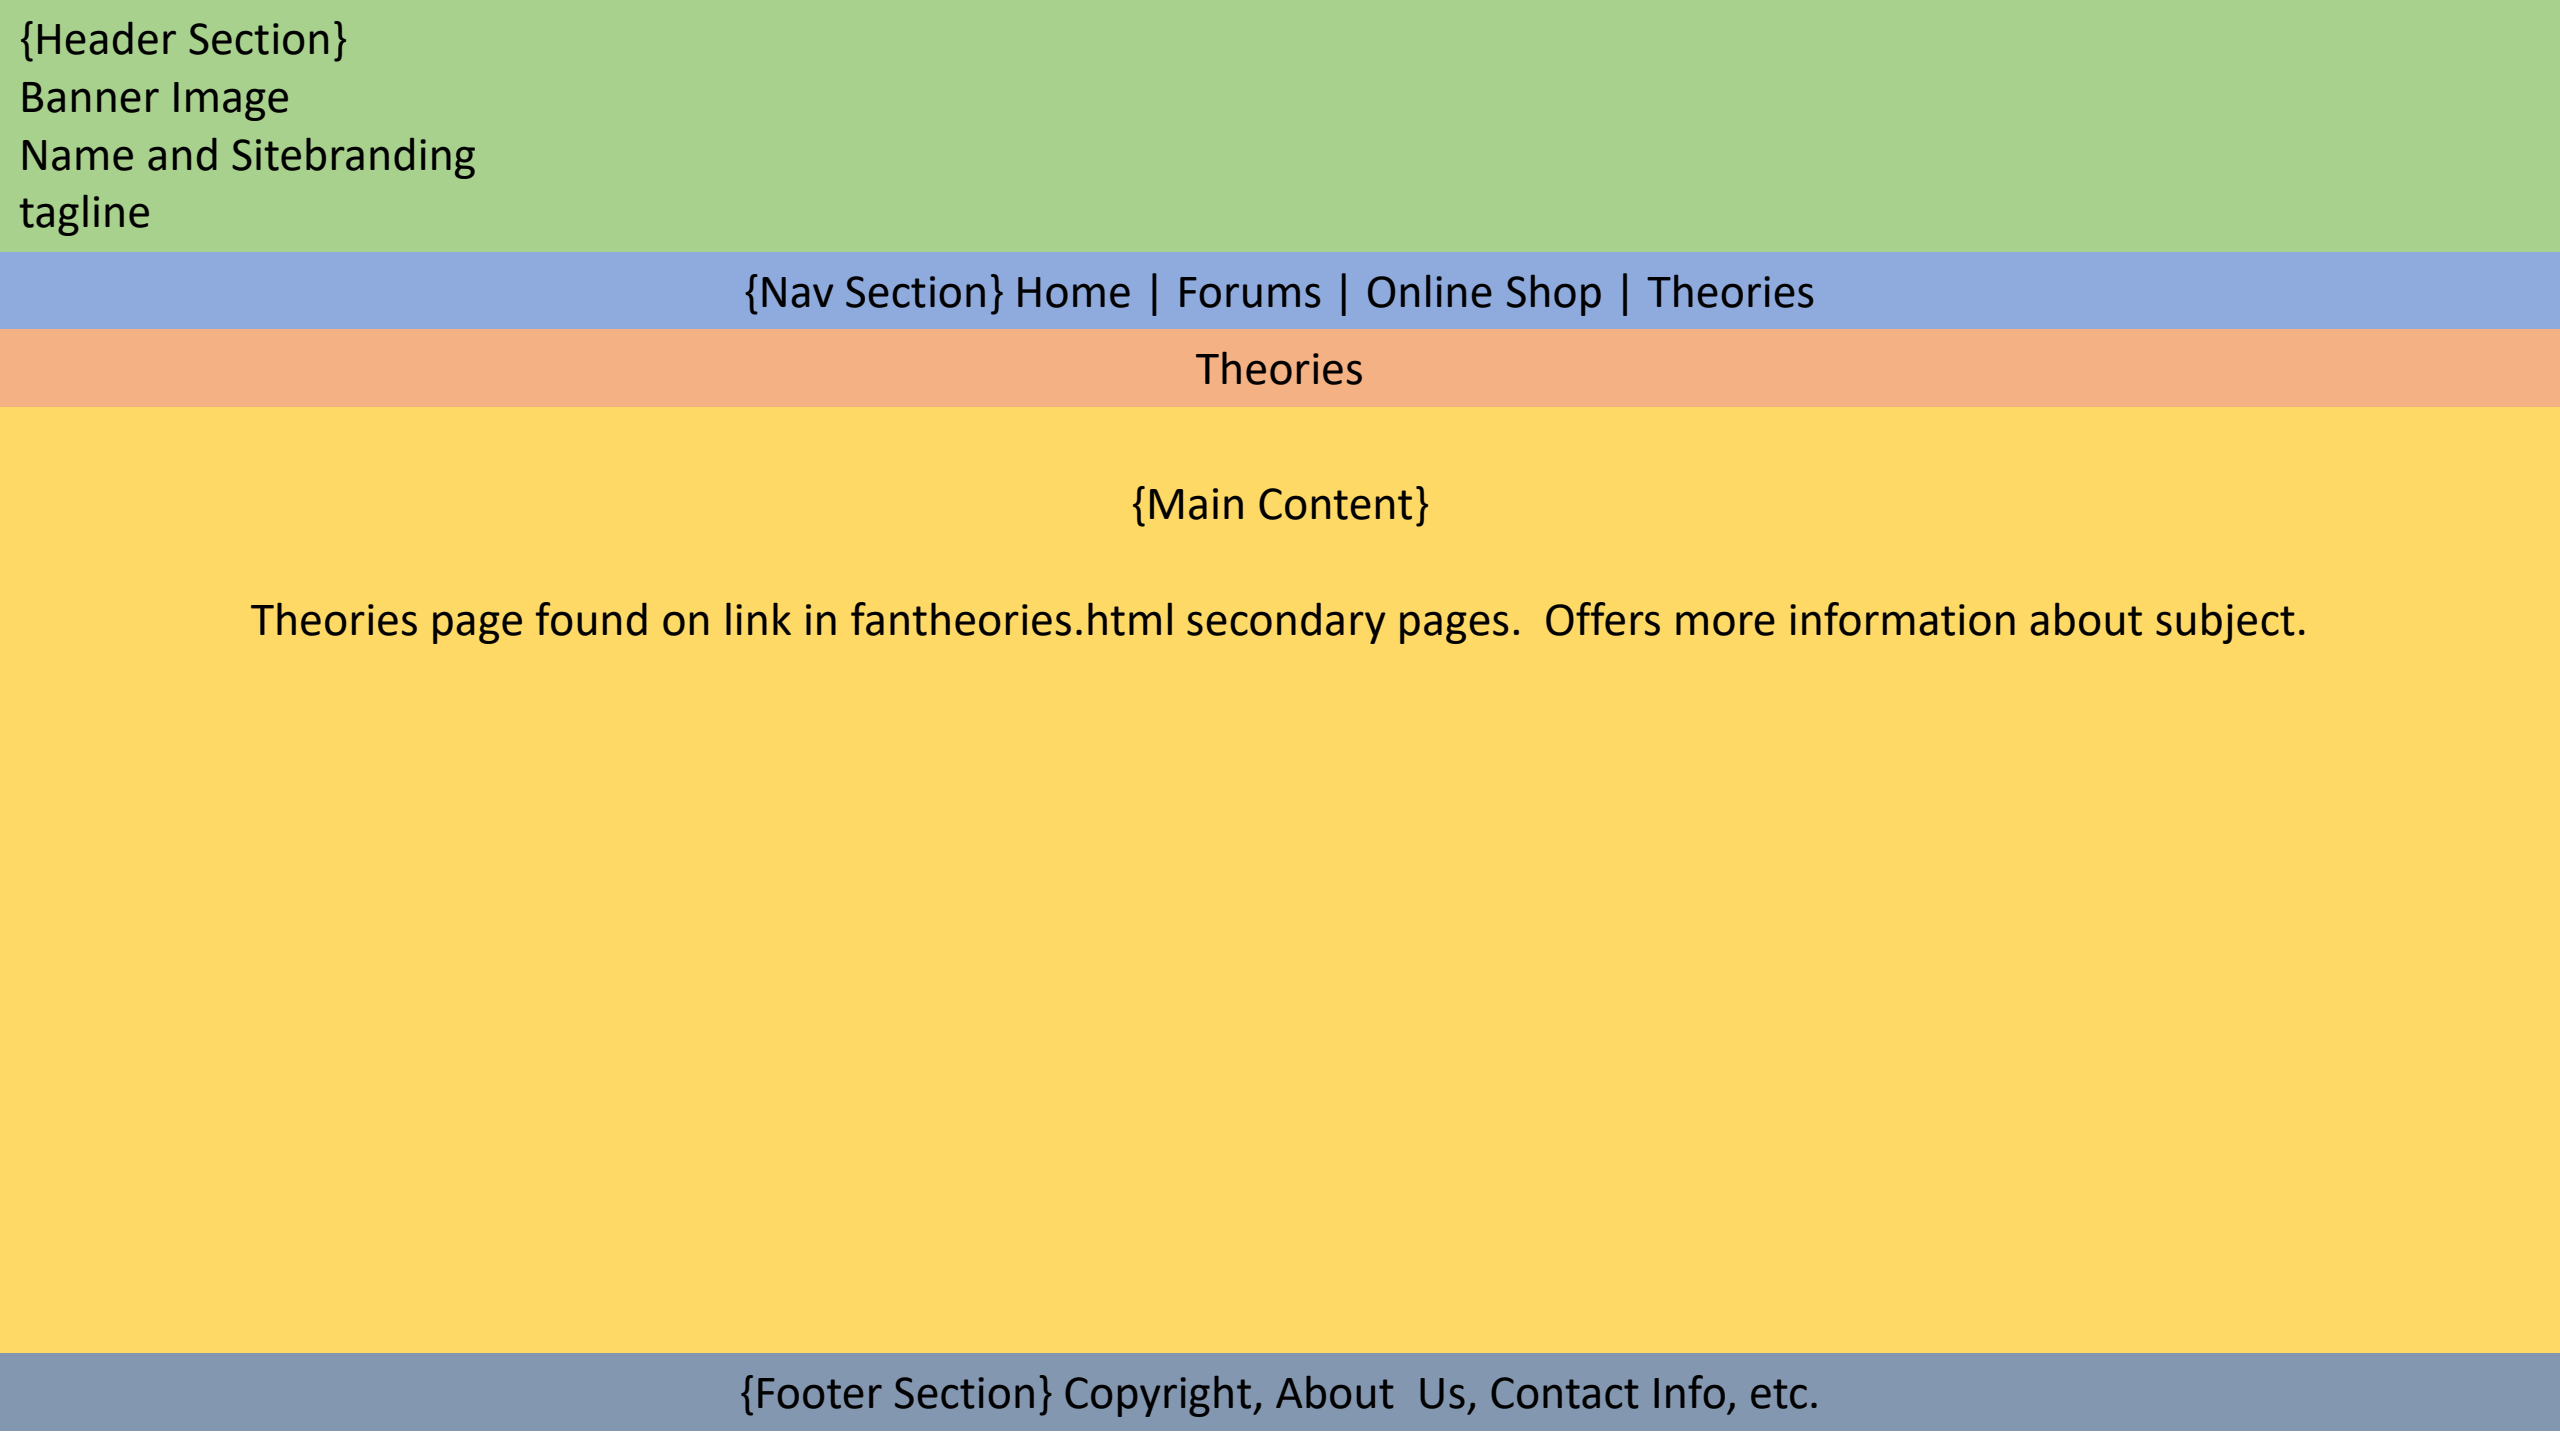 {Header Section}
Banner Image
Name and Sitebranding
tagline
{Nav Section} Home | Forums | Online Shop | Theories
Theories
{Main Content}
Theories page found on link in fantheories.html secondary pages.  Offers more information about subject.
{Footer Section} Copyright, About  Us, Contact Info, etc.